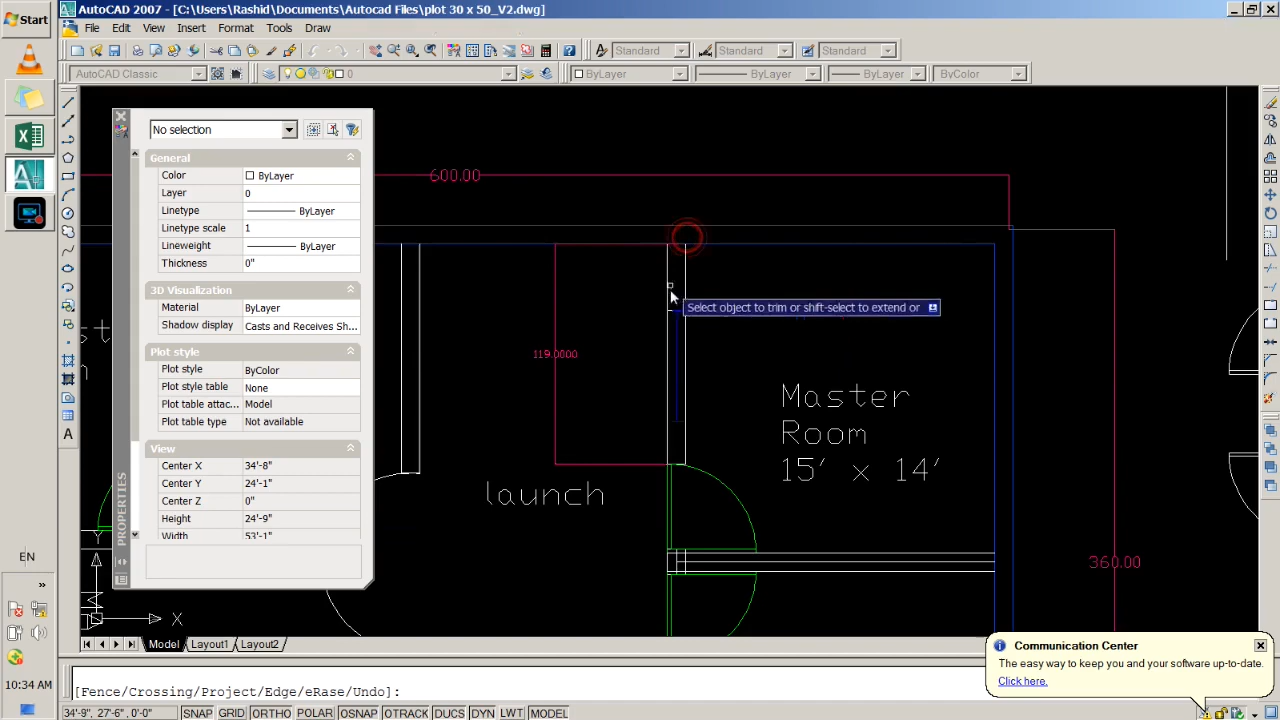 Start
AutoCAD 2007 - [C:\Users\Rashid\Documents\Autocad Files\plot 30 x 50_V2.dwg]
File Edit View Insert Format Tools Draw
Standard Standard Standard
AutoCAD Classic 0 ByLayer ByLayer ByLayer ByColor
No selection
General
Color ByLayer
Layer 0
Linetype ByLayer
Linetype scale 1
Lineweight ByLayer
Thickness 0"
3D Visualization
Material ByLayer
Shadow display Casts and Receives Sh...
Plot style
Plot style ByColor
Plot style table None
Plot table attac... Model
Plot table type Not available
View
Center X 34'-8"
Center Y 24'-1"
Center Z 0"
Height 24'-9"
Width 53'-1"
PROPERTIES
600.00
Select object to trim or shift-select to extend or
119.0000
Master
Room
15' x 14'
launch
360.00
Y
X
EN
10:34 AM
Model Layout1 Layout2
Communication Center
The easy way to keep you and your software up-to-date.
Click here.
[Fence/Crossing/Project/Edge/eRase/Undo]:
34'-9", 27'-6", 0'-0" SNAP GRID ORTHO POLAR OSNAP OTRACK DUCS DYN LWT MODEL